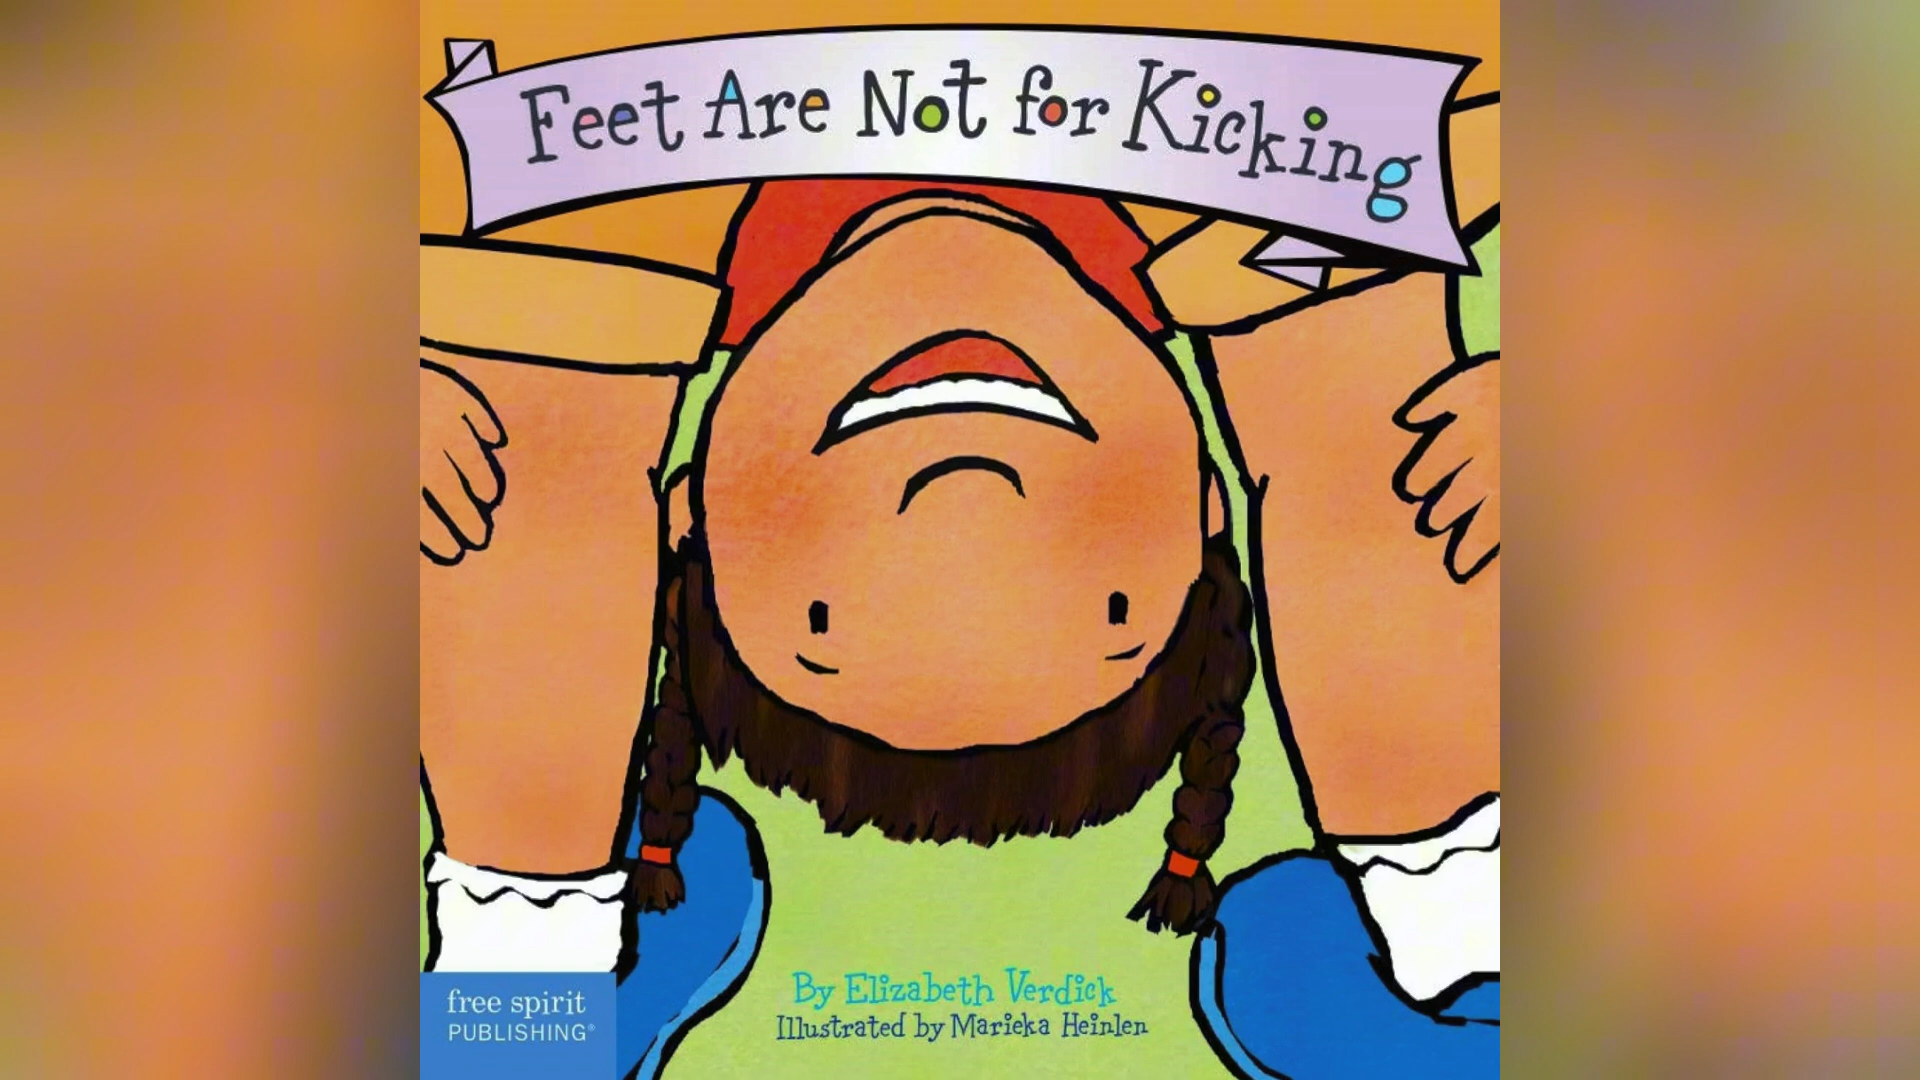 Feet Are Not for Kicking
By Elizabeth Verdick
Illustrated by Marieka Heinlen
free spirit
PUBLISHING®